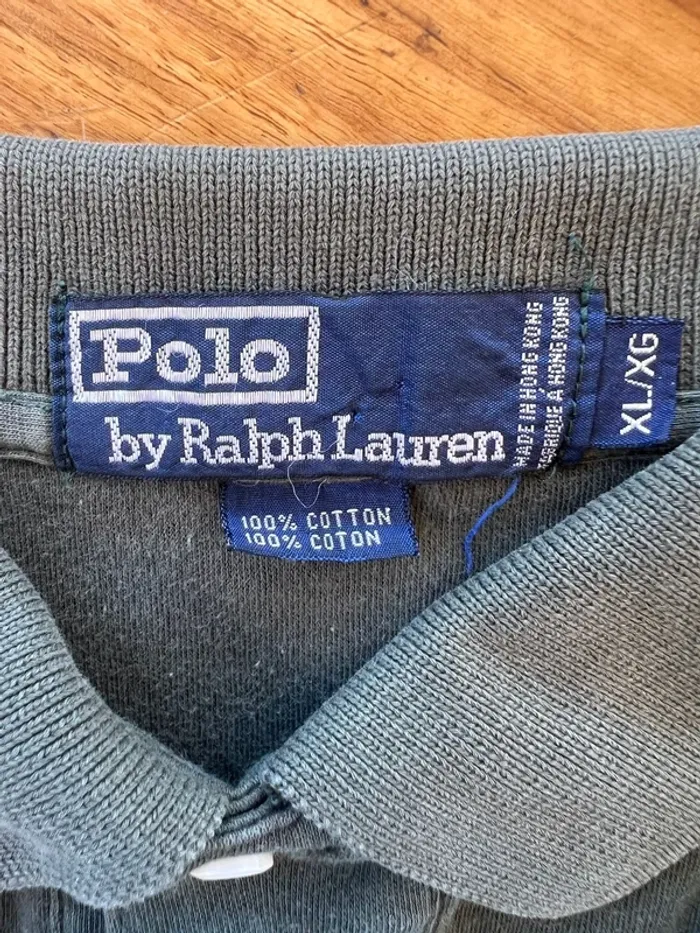 Polo
by Ralph Lauren
MADE IN HONG KONG
FABRIQUE À HONG KONG
XL/XG
100% COTTON
100% COTON